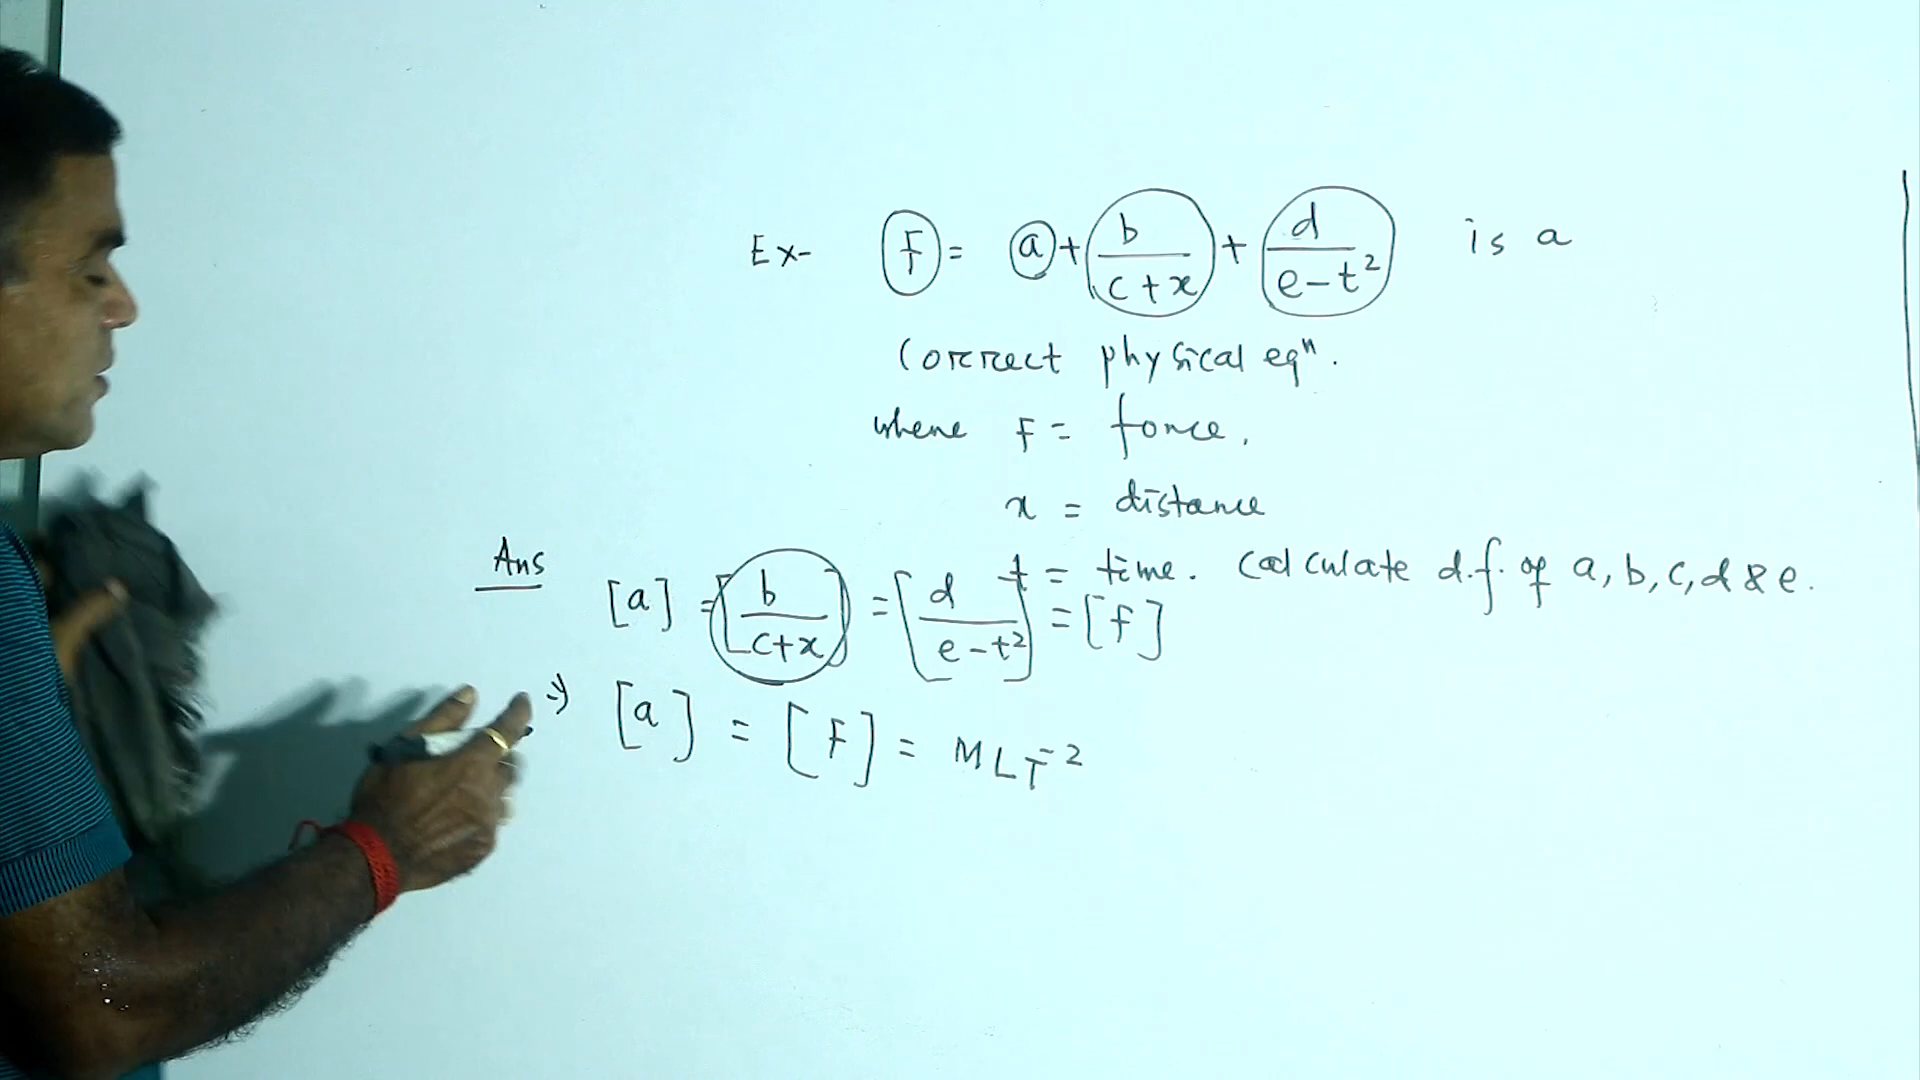 Ex- F = a + b/(c + x) + d/(e - t²) is a
Correct physical eqⁿ.
where F = force,
x = distance
t = time. Calculate d.f. of a, b, c, d & e.
Ans [a] = [b/(c+x)] = [d/(e-t²)] = [F]
⇒ [a] = [F] = MLT⁻²